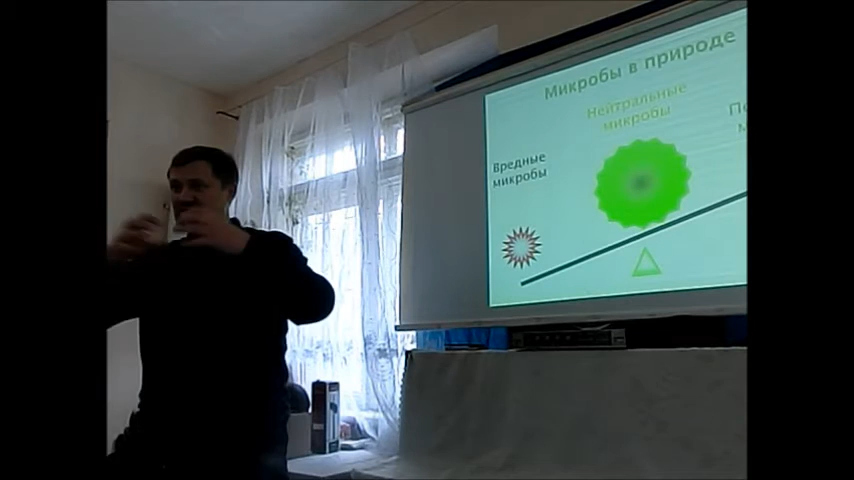 Микробы в природе
Нейтральные
микробы
Вредные
микробы